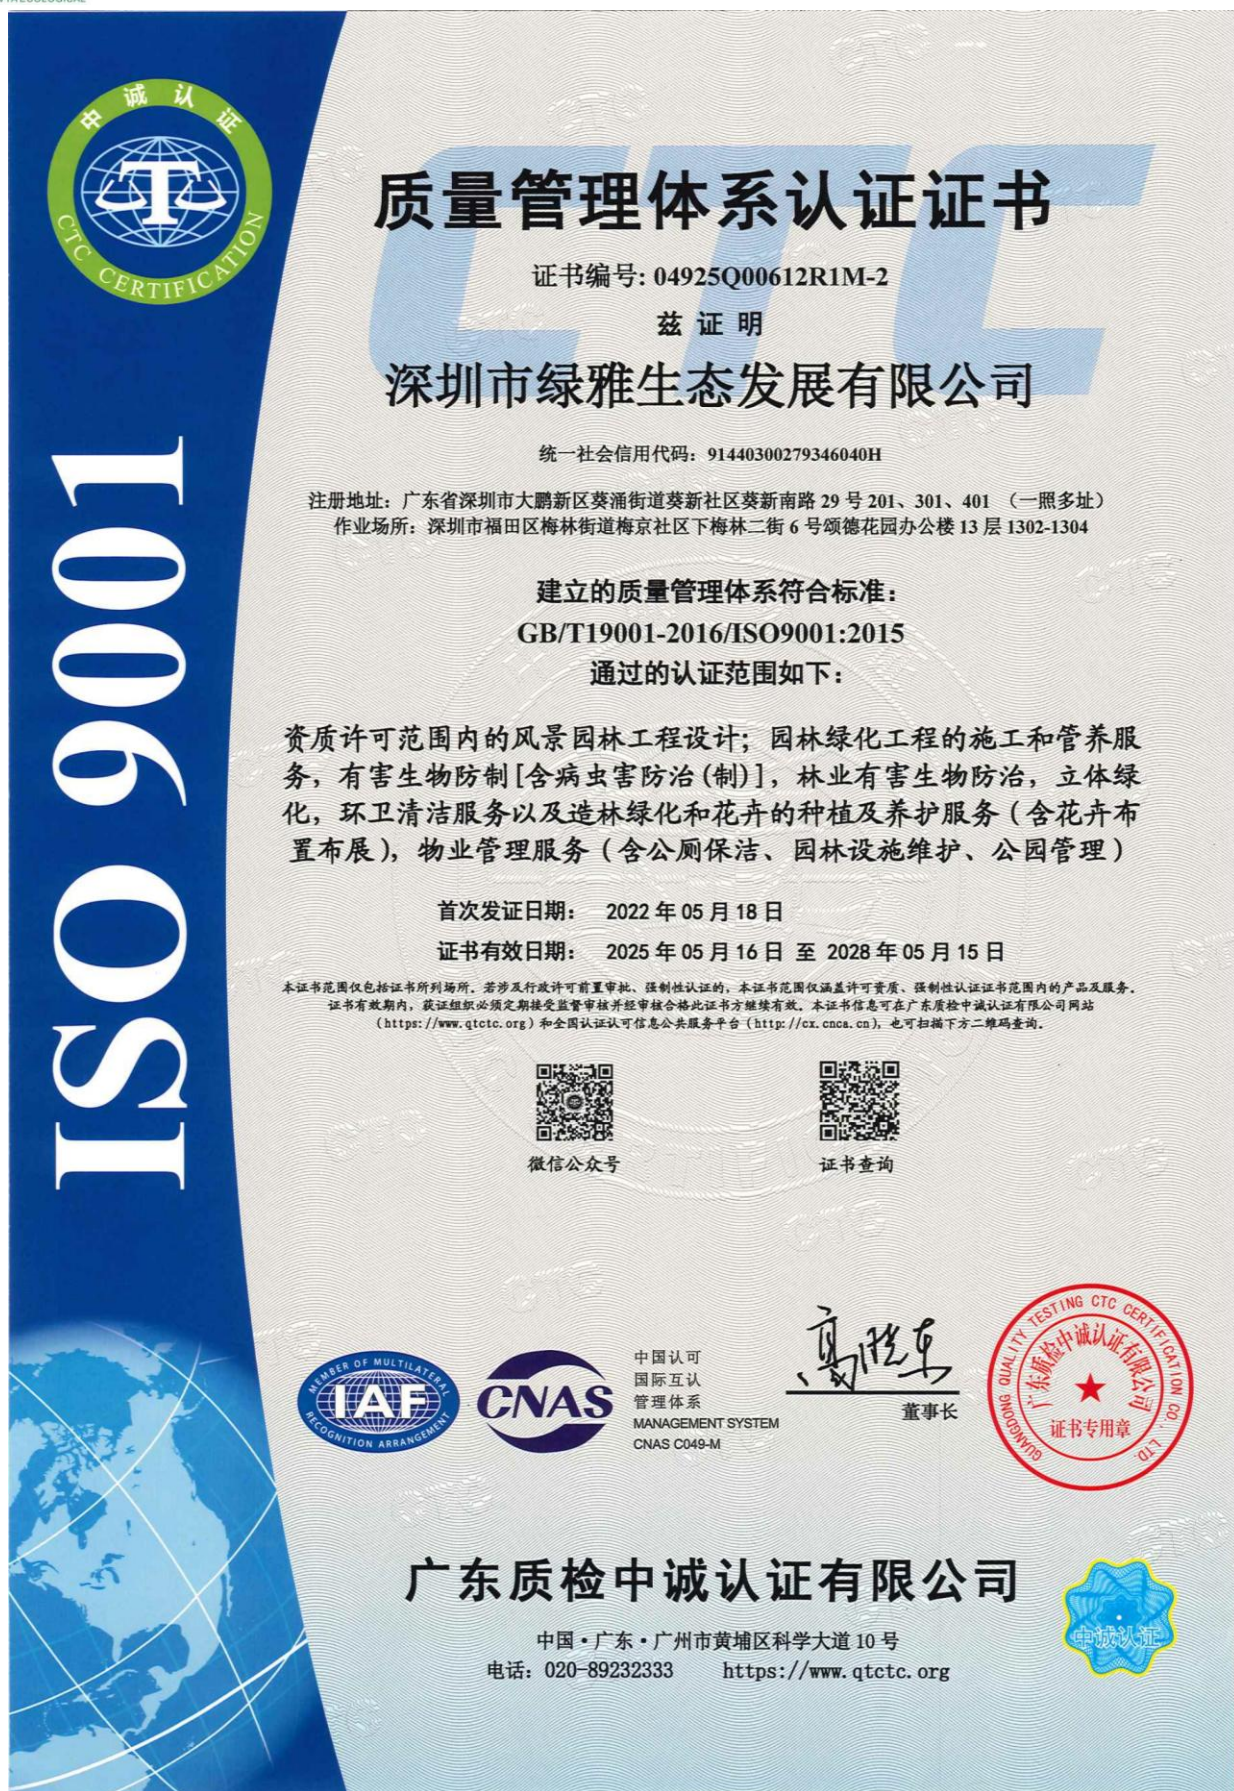 中诚认证
CTC CERTIFICATION
ISO 9001
CTC
质量管理体系认证证书
证书编号: 04925Q00612R1M-2
兹证明
深圳市绿雅生态发展有限公司
统一社会信用代码: 91440300279346040H
注册地址: 广东省深圳市大鹏新区葵涌街道葵新社区葵新南路 29 号 201、301、401 （一照多址）
作业场所: 深圳市福田区梅林街道梅京社区下梅林二街 6 号颂德花园办公楼 13 层 1302-1304
建立的质量管理体系符合标准:
GB/T19001-2016/ISO9001:2015
通过的认证范围如下:
资质许可范围内的风景园林工程设计; 园林绿化工程的施工和管养服
务, 有害生物防制[含病虫害防治(制)], 林业有害生物防治, 立体绿
化, 环卫清洁服务以及造林绿化和花卉的种植及养护服务(含花卉布
置布展), 物业管理服务(含公厕保洁、园林设施维护、公园管理)
首次发证日期: 2022 年 05 月 18 日
证书有效日期: 2025 年 05 月 16 日 至 2028 年 05 月 15 日
本证书范围仅包括证书所列场所。若涉及行政许可前置审批、强制性认证的, 本证书范围仅涵盖许可资质、强制性认证证书范围内的产品及服务。
证书有效期内, 获证组织必须定期接受监督审核并经审核合格此证书方继续有效。本证书信息可在广东质检中诚认证有限公司网站
(https://www.qtctc.org)和全国认证认可信息公共服务平台(http://cx.cnca.cn), 也可扫描下方二维码查询。
微信公众号
证书查询
MEMBER OF MULTILATERAL
IAF
RECOGNITION ARRANGEMENT
CNAS
中国认可
国际互认
管理体系
MANAGEMENT SYSTEM
CNAS C049-M
高晓东
董事长
GUANGDONG QUALITY TESTING CTC CERTIFICATION CO., LTD.
广东质检中诚认证有限公司
证书专用章
广东质检中诚认证有限公司
中国·广东·广州市黄埔区科学大道 10 号
电话: 020-89232333 https://www.qtctc.org
中诚认证